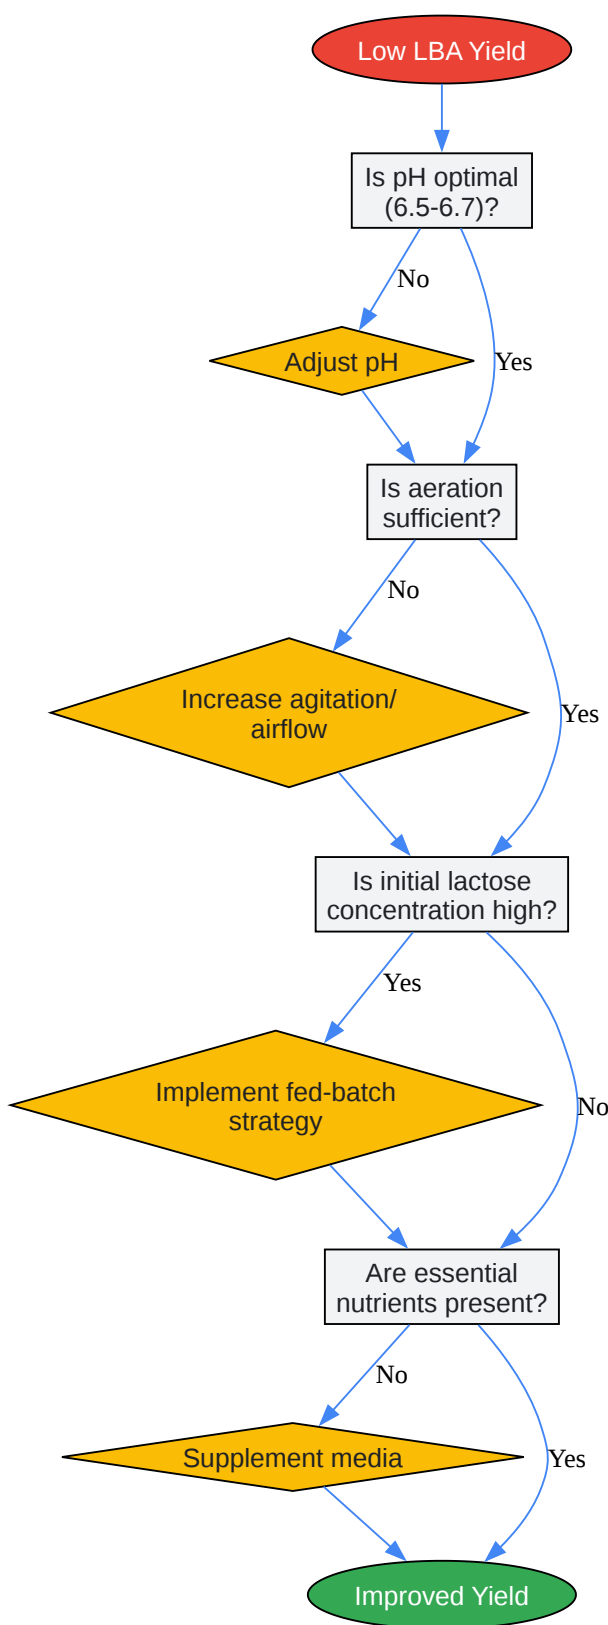 Low LBA Yield
Is pH optimal
(6.5-6.7)?
No
Adjust pH
Yes
Is aeration
sufficient?
No
Increase agitation/
airflow
Yes
Is initial lactose
concentration high?
Yes
Implement fed-batch
strategy
No
Are essential
nutrients present?
No
Supplement media
Yes
Improved Yield